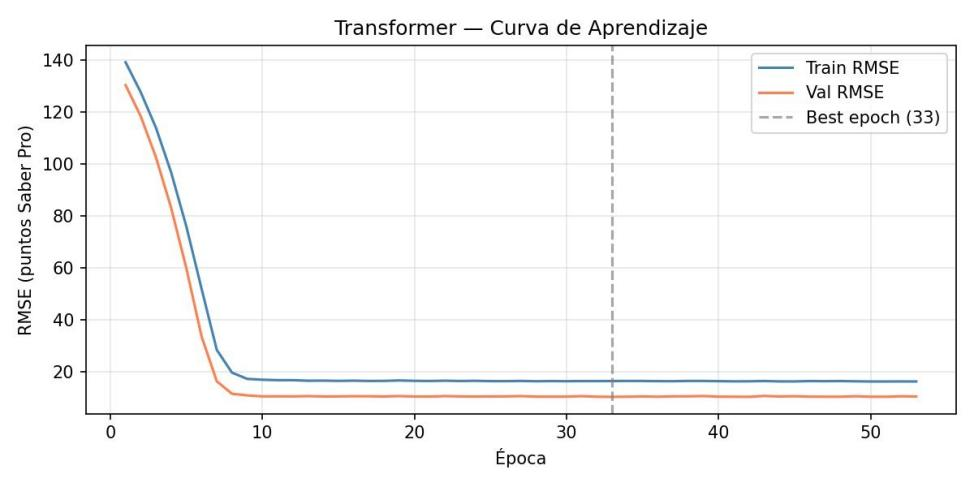 Transformer — Curva de Aprendizaje
RMSE (puntos Saber Pro)
140
120
100
80
60
40
20
Train RMSE
Val RMSE
Best epoch (33)
0 10 20 30 40 50
Época